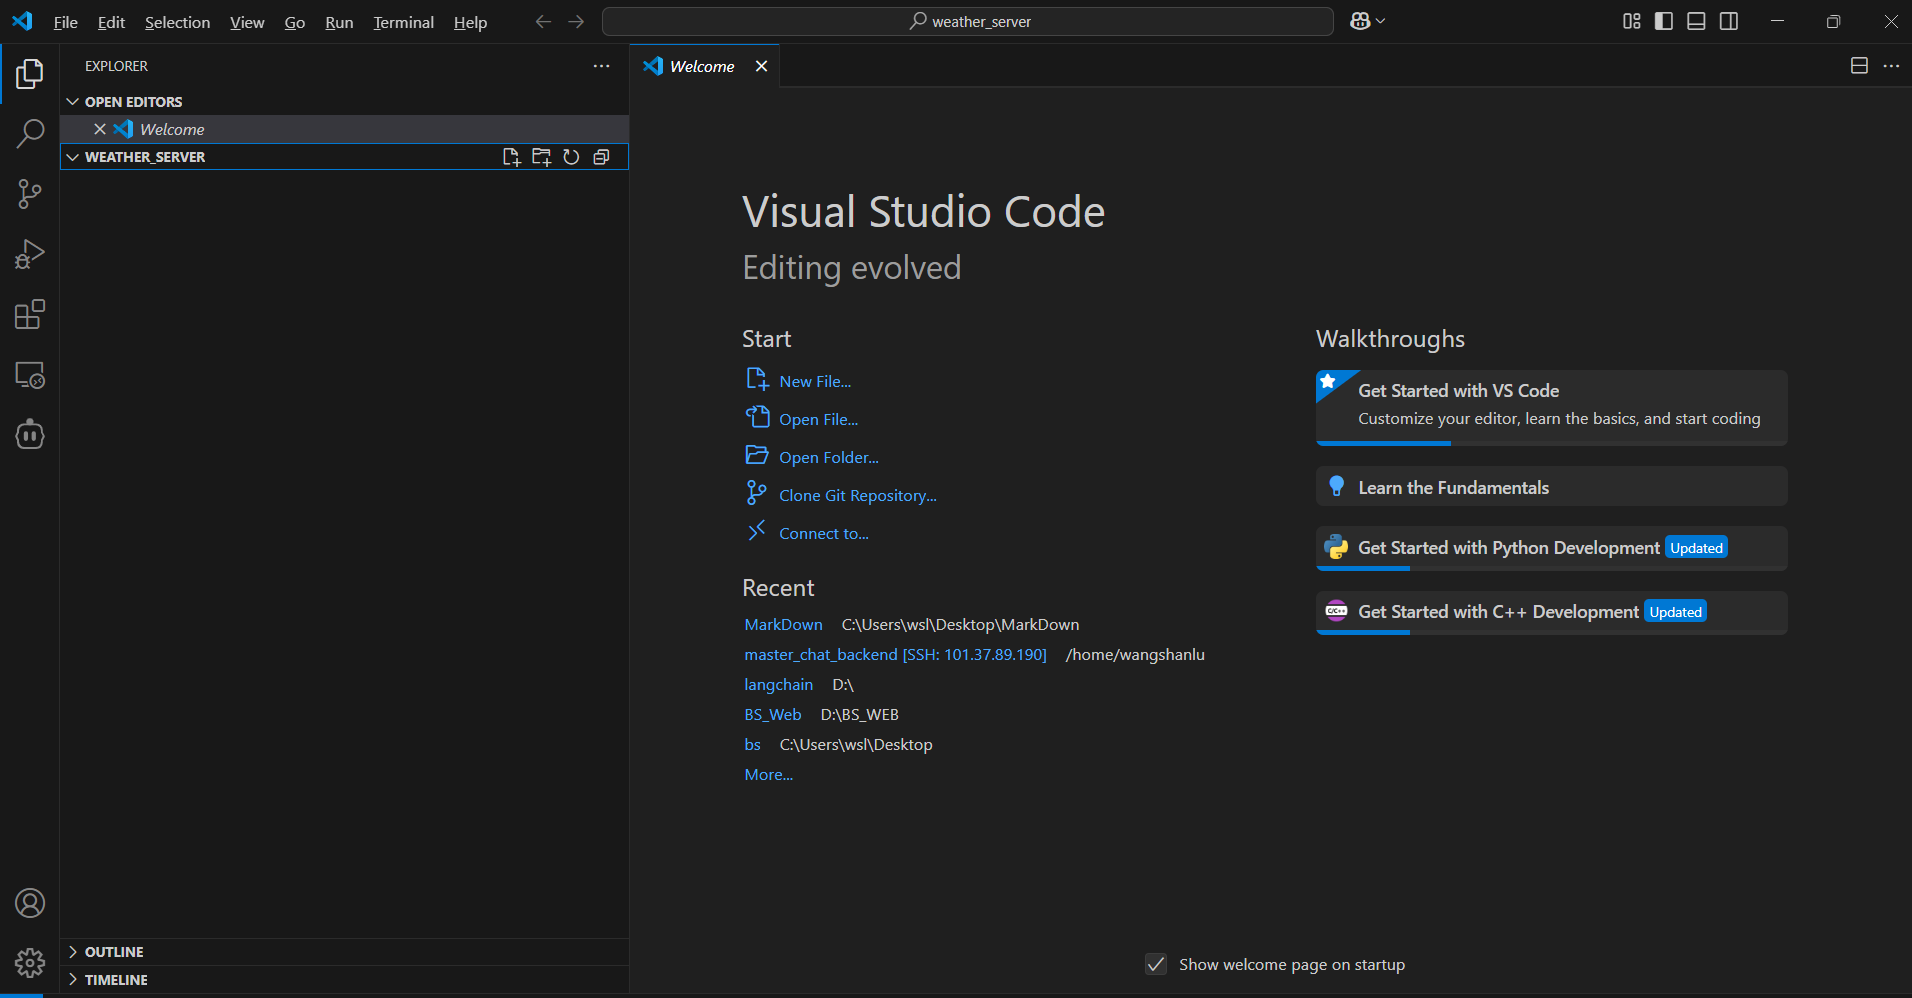 File Edit Selection View Go Run Terminal Help weather_server
EXPLORER
OPEN EDITORS
Welcome
WEATHER_SERVER
OUTLINE
TIMELINE
Welcome
Visual Studio Code
Editing evolved
Start
New File...
Open File...
Open Folder...
Clone Git Repository...
Connect to...
Recent
MarkDown C:\Users\wsl\Desktop\MarkDown
master_chat_backend [SSH: 101.37.89.190] /home/wangshanlu
langchain D:\
BS_Web D:\BS_WEB
bs C:\Users\wsl\Desktop
More...
Walkthroughs
Get Started with VS Code
Customize your editor, learn the basics, and start coding
Learn the Fundamentals
Get Started with Python Development Updated
C/C++ Get Started with C++ Development Updated
Show welcome page on startup